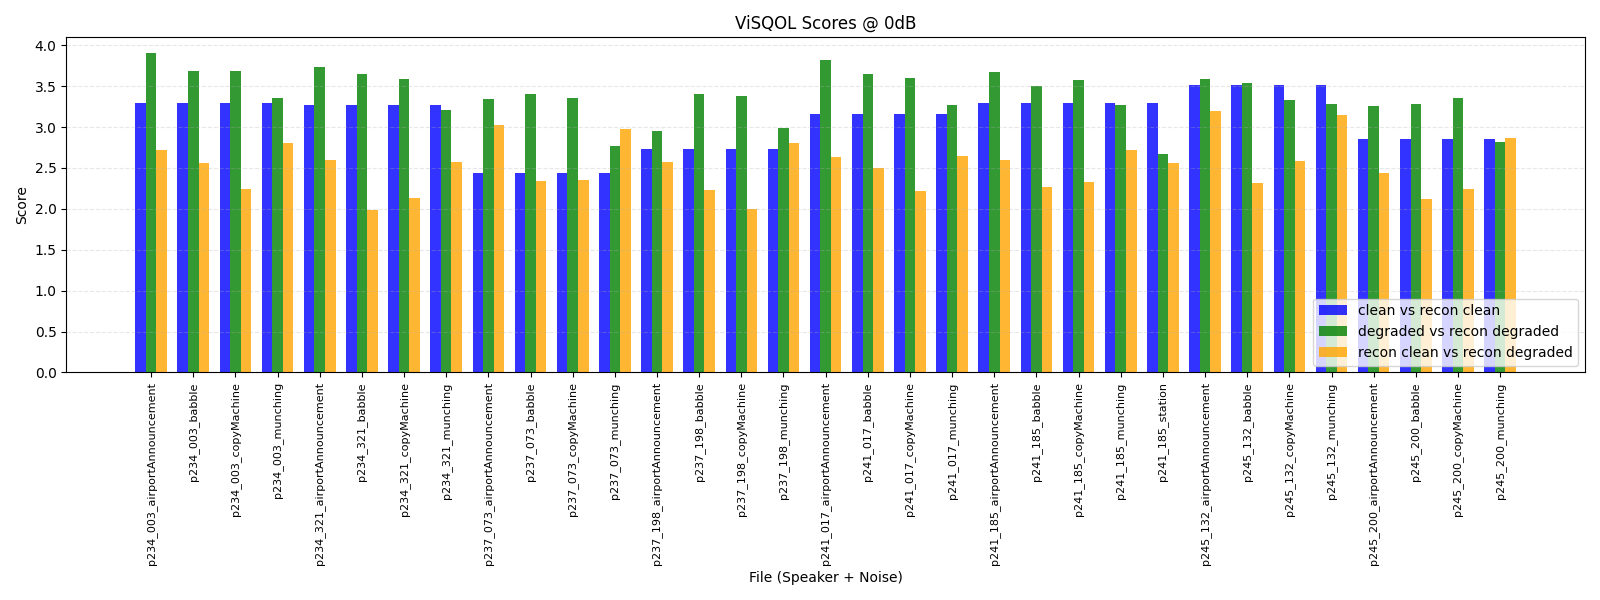 ViSQOL Scores @ 0dB
Score
4.0
3.5
3.0
2.5
2.0
1.5
1.0
0.5
0.0
clean vs recon clean
degraded vs recon degraded
recon clean vs recon degraded
p234_003_airportAnnouncement
p234_003_babble
p234_003_copyMachine
p234_003_munching
p234_321_airportAnnouncement
p234_321_babble
p234_321_copyMachine
p234_321_munching
p237_073_airportAnnouncement
p237_073_babble
p237_073_copyMachine
p237_073_munching
p237_198_airportAnnouncement
p237_198_babble
p237_198_copyMachine
p237_198_munching
p241_017_airportAnnouncement
p241_017_babble
p241_017_copyMachine
p241_017_munching
p241_185_airportAnnouncement
p241_185_babble
p241_185_copyMachine
p241_185_munching
p241_185_station
p245_132_airportAnnouncement
p245_132_babble
p245_132_copyMachine
p245_132_munching
p245_200_airportAnnouncement
p245_200_babble
p245_200_copyMachine
p245_200_munching
File (Speaker + Noise)